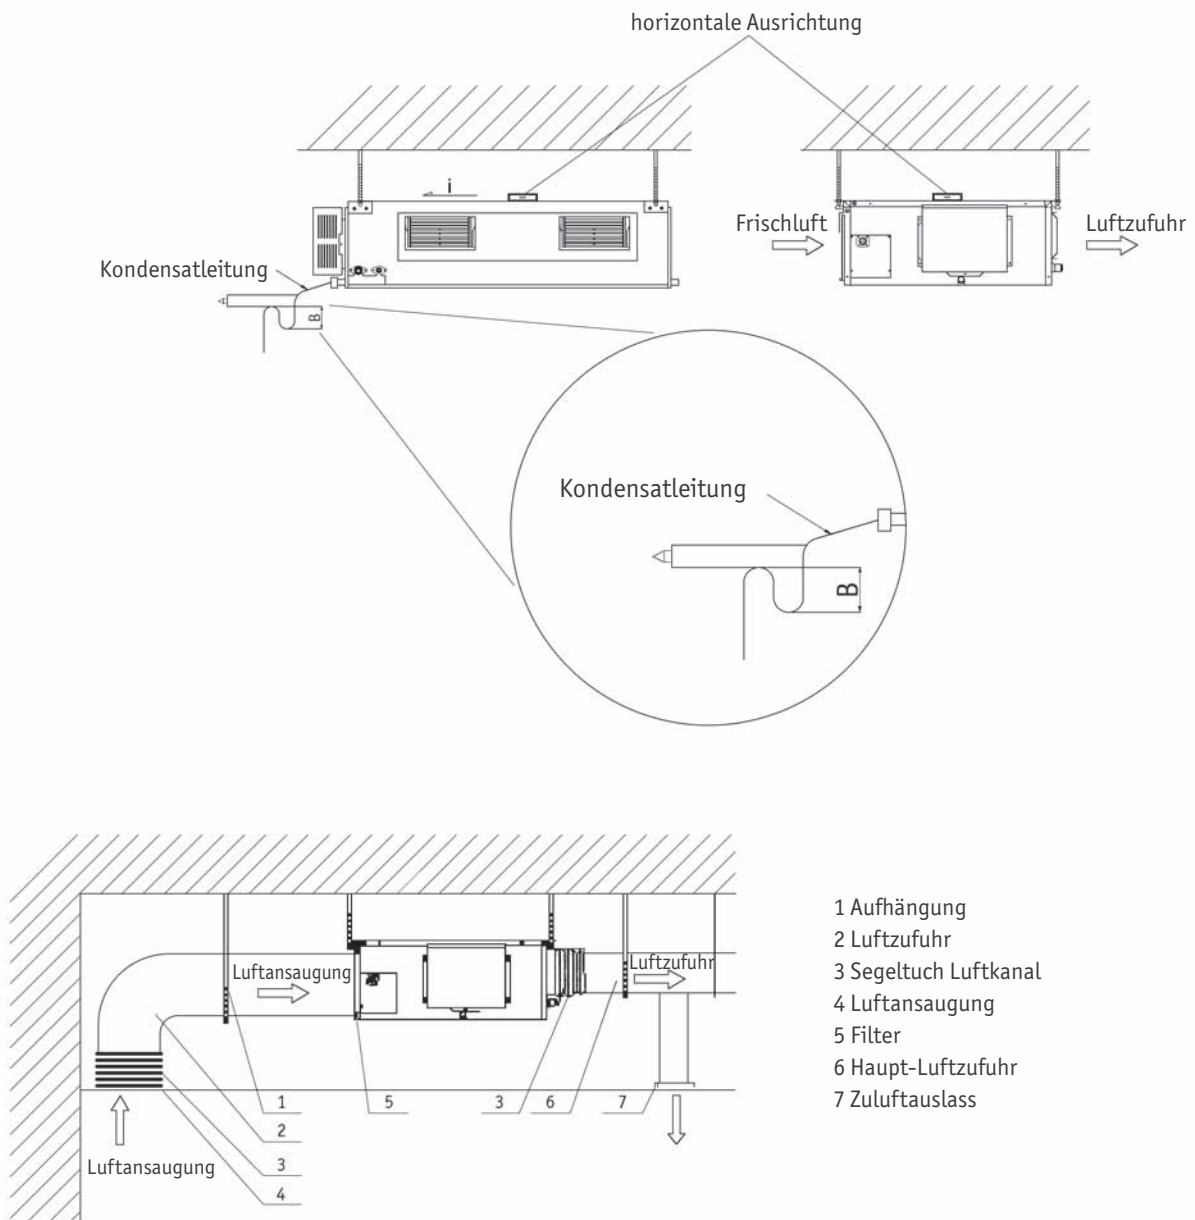 horizontale Ausrichtung
i
Frischluft
Luftzufuhr
Kondensatleitung
B
Kondensatleitung
B
Luftansaugung
Luftzufuhr
1 Aufhängung
2 Luftzufuhr
3 Segeltuch Luftkanal
4 Luftansaugung
5 Filter
6 Haupt-Luftzufuhr
7 Zuluftauslass
1
5
3
6
7
2
Luftansaugung
3
4